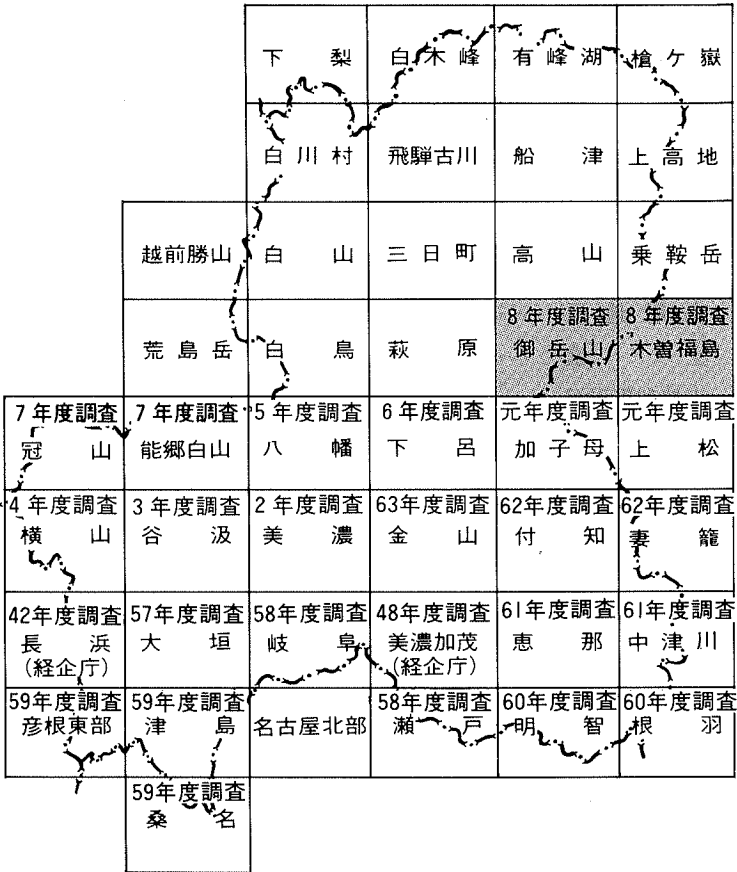 下梨 白木峰 有峰湖 槍ケ嶽
白川村 飛騨古川 船津 上高地
越前勝山 白山 三日町 高山 乗鞍岳
8年度調査 8年度調査
荒島岳 白鳥 萩原 御岳山 木曽福島
7年度調査 7年度調査 5年度調査 6年度調査 元年度調査 元年度調査
冠山 能郷白山 八幡 下呂 加子母 上松
4年度調査 3年度調査 2年度調査 63年度調査 62年度調査 62年度調査
横山 谷汲 美濃 金山 付知 妻籠
42年度調査 57年度調査 58年度調査 48年度調査 61年度調査 61年度調査
長浜 大垣 岐阜 美濃加茂 恵那 中津川
(経企庁) (経企庁)
59年度調査 59年度調査 58年度調査 60年度調査 60年度調査
彦根東部 津島 名古屋北部 瀬戸 明智 根羽
59年度調査
桑名